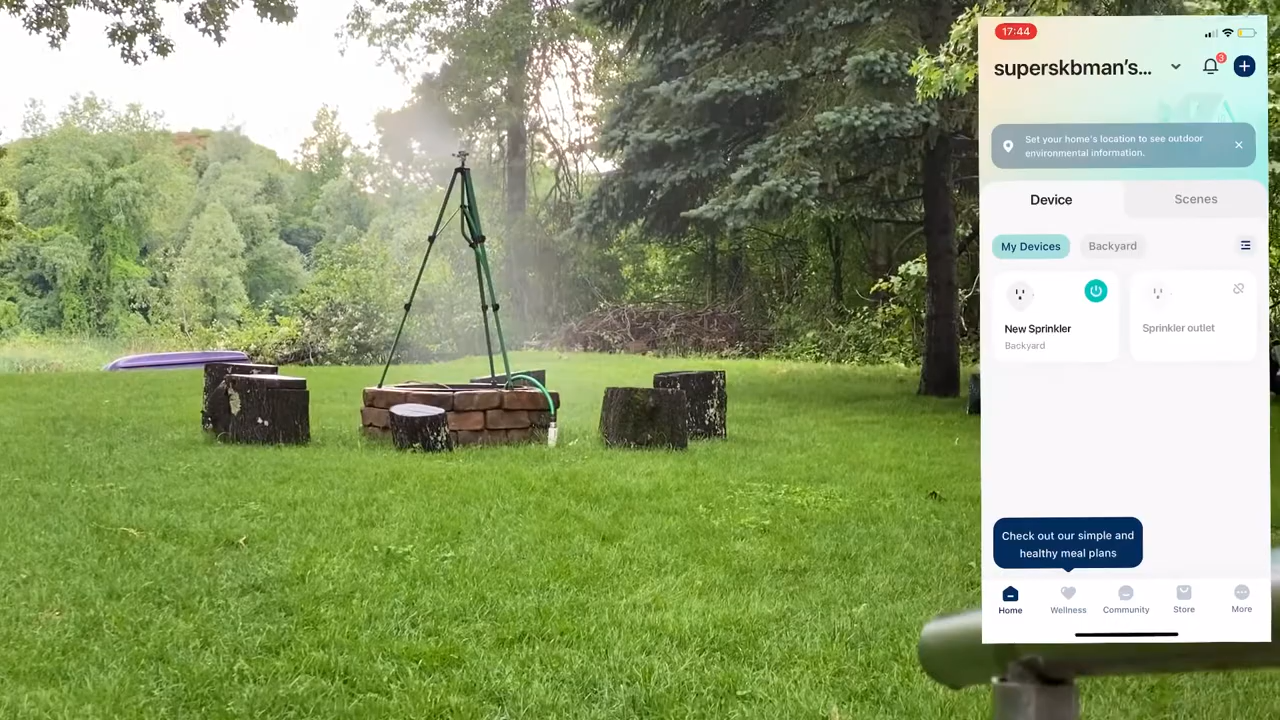 17:44
superskbman's...
3
Set your home's location to see outdoor
environmental information.
Device
Scenes
My Devices
Backyard
New Sprinkler
Backyard
Sprinkler outlet
Check out our simple and
healthy meal plans
Home
Wellness
Community
Store
More